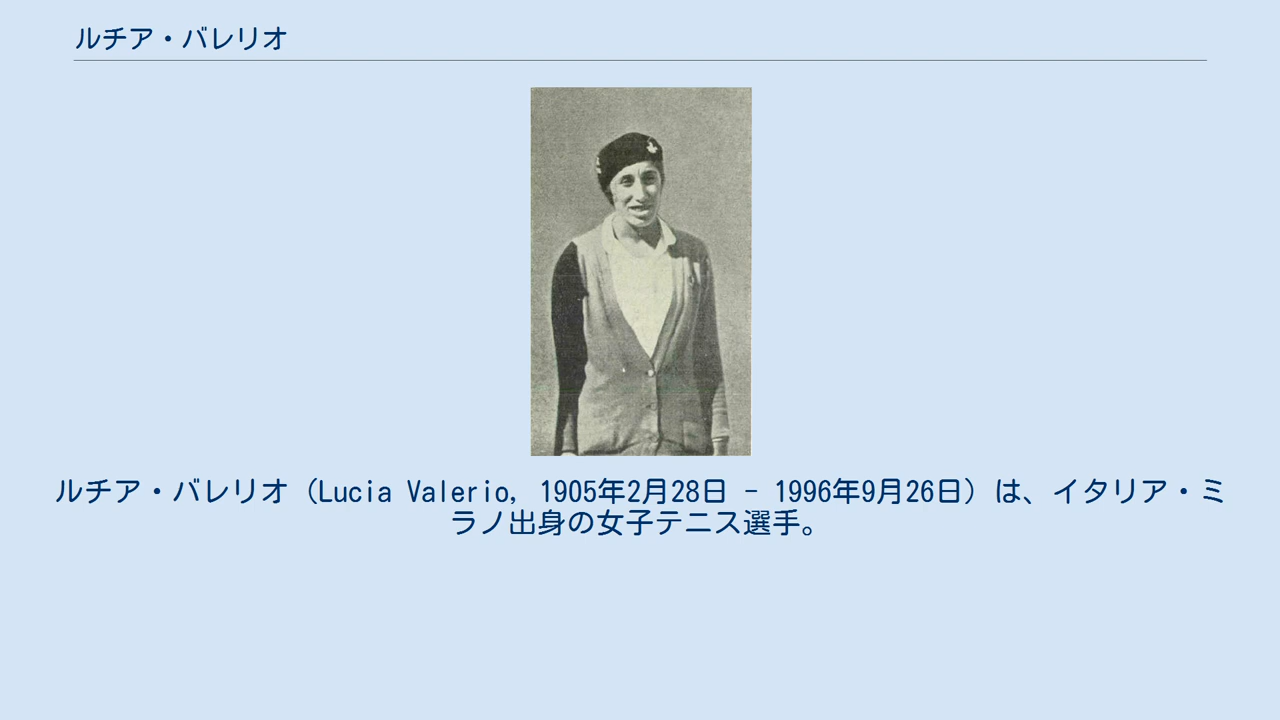 ルチア・バレリオ
ルチア・バレリオ（Lucia Valerio, 1905年2月28日 - 1996年9月26日）は、イタリア・ミ
ラノ出身の女子テニス選手。